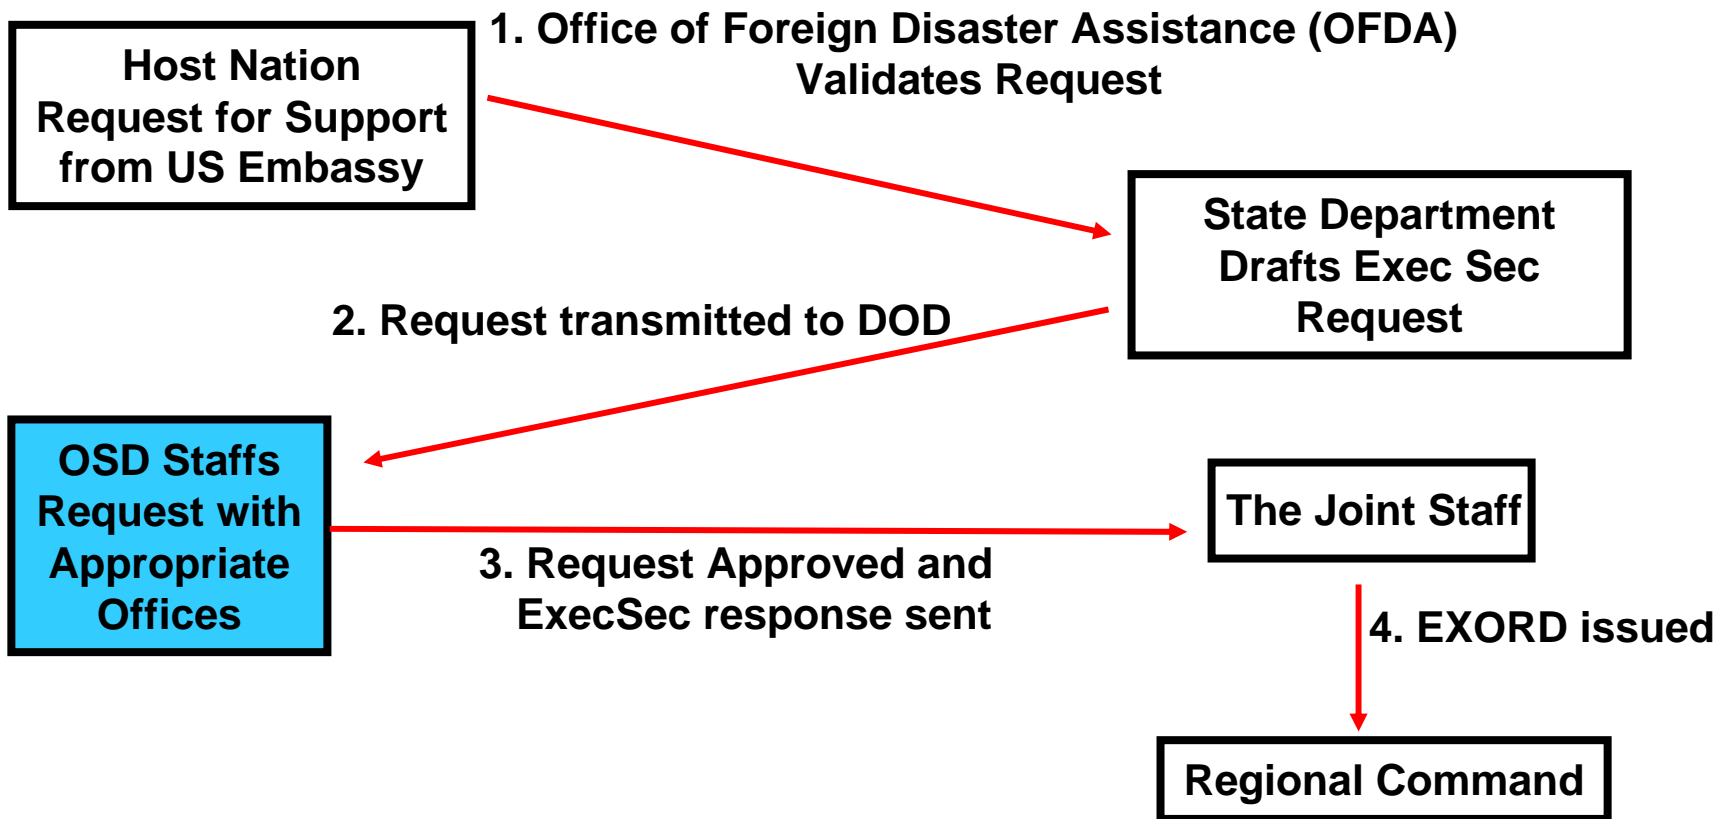 Host Nation
Request for Support
from US Embassy
1. Office of Foreign Disaster Assistance (OFDA)
Validates Request
State Department
Drafts Exec Sec
Request
2. Request transmitted to DOD
OSD Staffs
Request with
Appropriate
Offices
3. Request Approved and
ExecSec response sent
The Joint Staff
4. EXORD issued
Regional Command